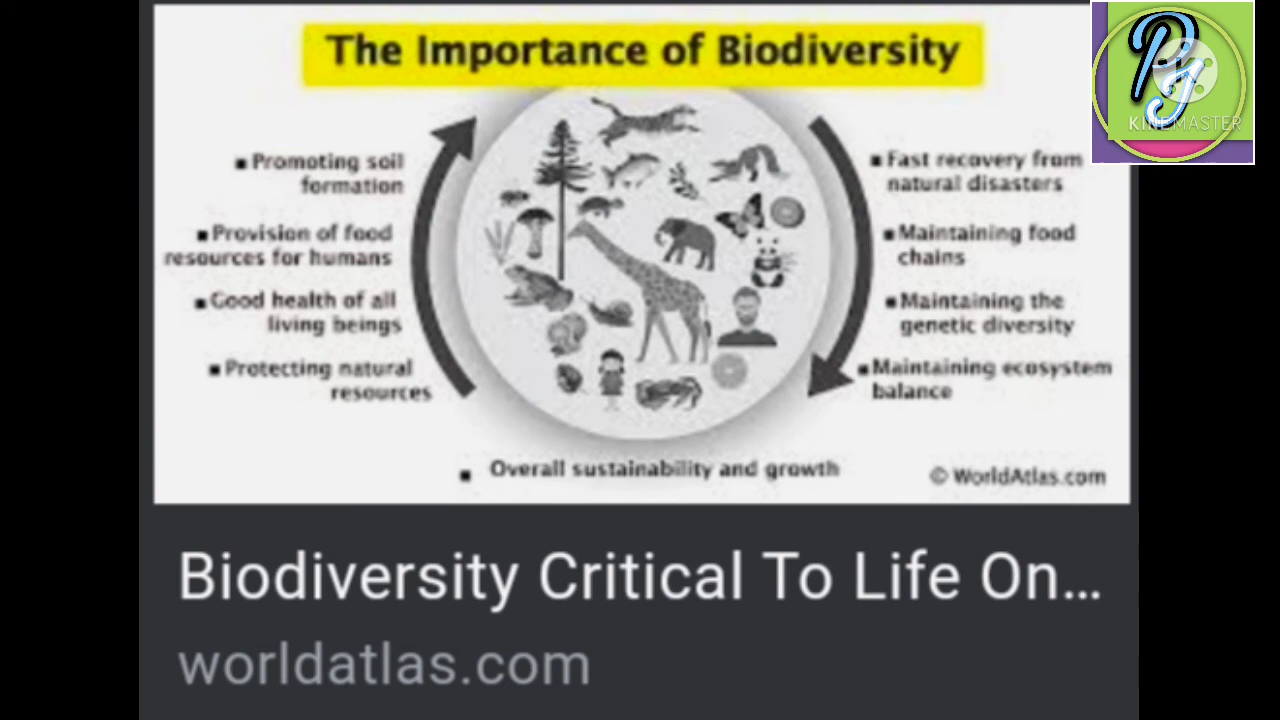 The Importance of Biodiversity
▪ Promoting soil
formation
▪ Provision of food
resources for humans
▪ Good health of all
living beings
▪ Protecting natural
resources
▪ Fast recovery from
natural disasters
▪ Maintaining food
chains
▪ Maintaining the
genetic diversity
▪ Maintaining ecosystem
balance
▪ Overall sustainability and growth
© WorldAtlas.com
Biodiversity Critical To Life On...
worldatlas.com
PJ
KINEMASTER